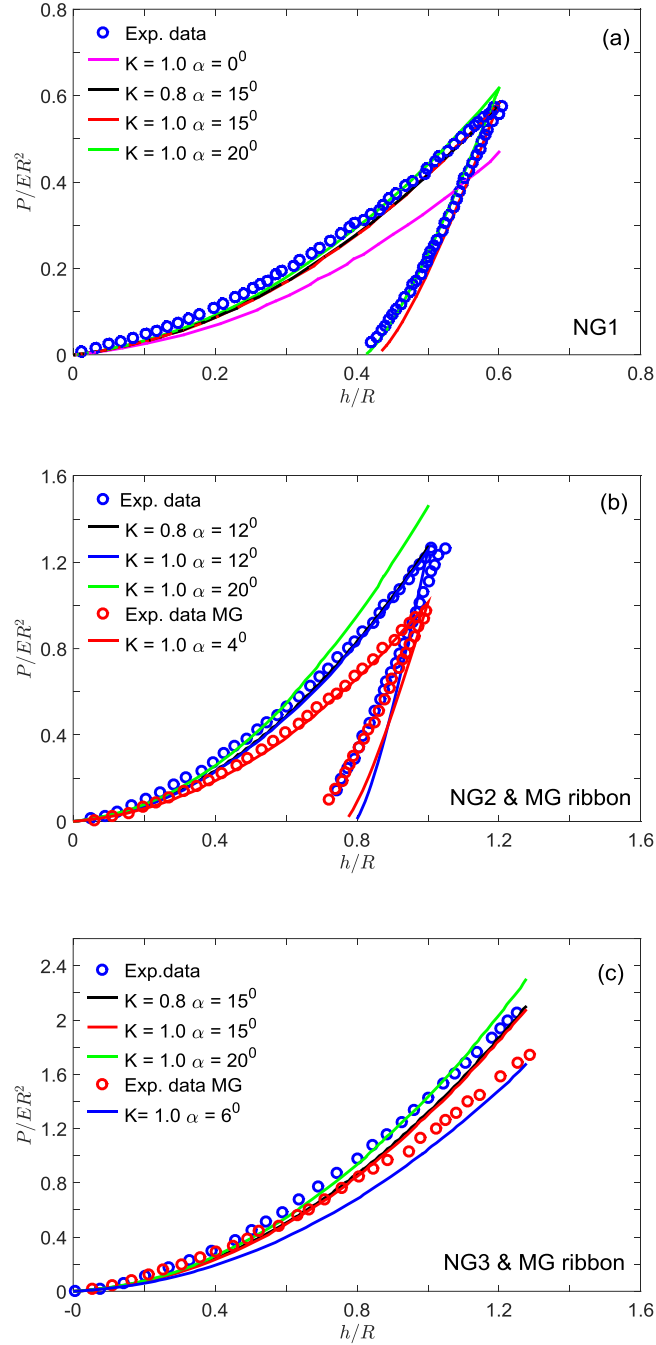 0.8
(a)
Exp. data
K = 1.0 α = 0⁰
K = 0.8 α = 15⁰
0.6
K = 1.0 α = 15⁰
K = 1.0 α = 20⁰
P/ER²
0.4
0.2
NG1
0
0 0.2 0.4 0.6 0.8
h/R
1.6
(b)
Exp. data
K = 0.8 α = 12⁰
1.2
K = 1.0 α = 12⁰
K = 1.0 α = 20⁰
Exp. data MG
K = 1.0 α = 4⁰
P/ER²
0.8
0.4
NG2 & MG ribbon
0
0 0.4 0.8 1.2 1.6
h/R
(c)
2.4
Exp.data
K = 0.8 α = 15⁰
2
K = 1.0 α = 15⁰
K = 1.0 α = 20⁰
1.6
Exp. data MG
K= 1.0 α = 6⁰
P/ER²
1.2
0.8
0.4
NG3 & MG ribbon
0
-0 0.4 0.8 1.2 1.6
h/R